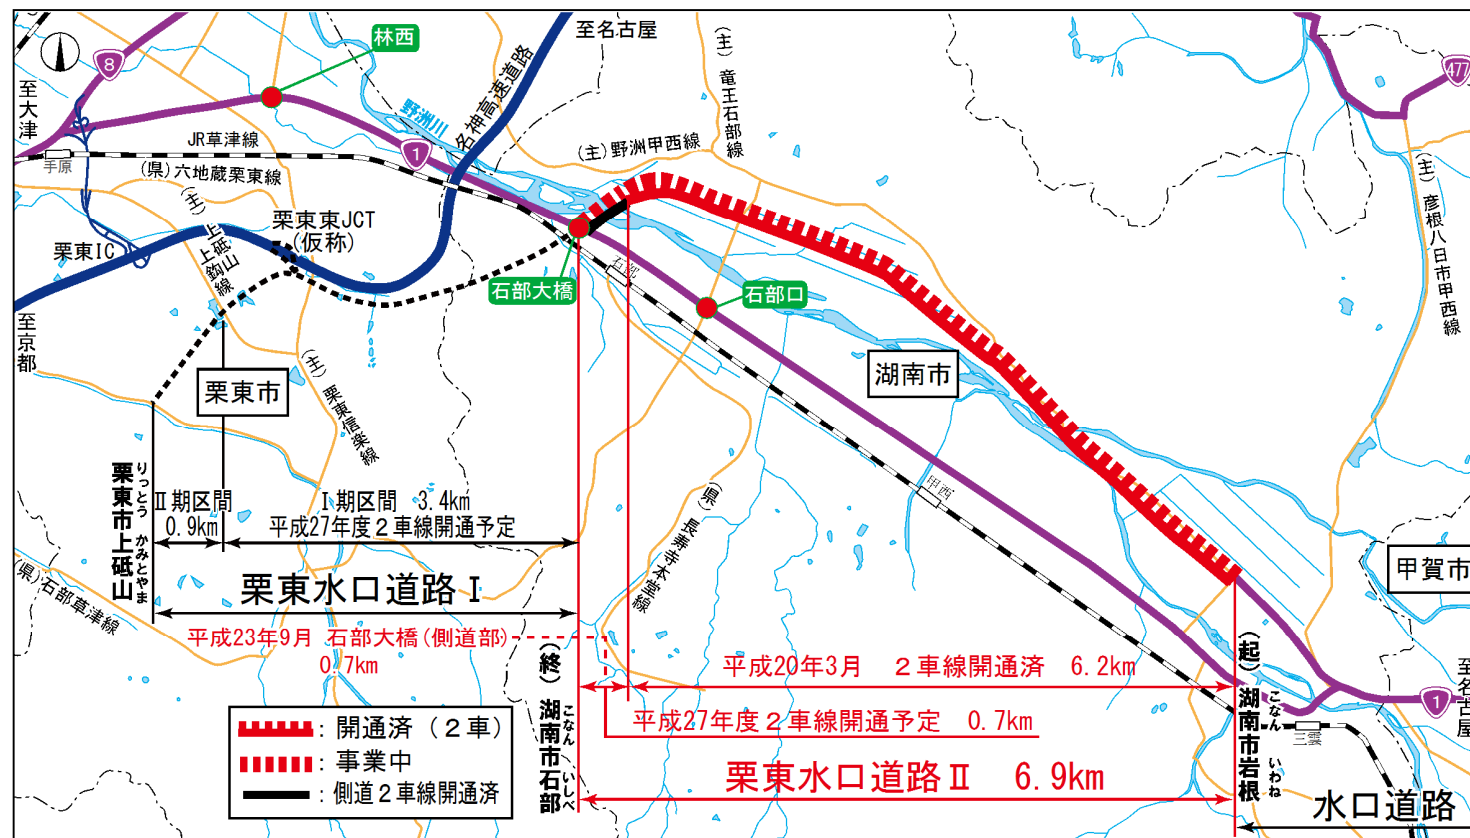 林西
至名古屋
(主)竜王石部線
8
477
至大津
野洲川
名神高速道路
JR草津線
手原
(県)六地蔵栗東線
1
(主)野洲甲西線
(主)彦根八日市甲西線
(主)上砥山上鈎線
栗東東JCT
(仮称)
栗東IC
石部大橋
石部
石部口
至京都
栗東市
湖南市
(主)栗東信楽線
甲西
(県)長寿寺本堂線
栗東市上砥山
りっとう かみとやま
Ⅱ期区間
0.9km
Ⅰ期区間 3.4km
平成27年度2車線開通予定
(県)石部草津線
栗東水口道路Ⅰ
甲賀市
平成23年9月 石部大橋(側道部)
0.7km
(終)湖南市石部
こなん いしべ
平成20年3月 2車線開通済 6.2km
平成27年度2車線開通予定 0.7km
栗東水口道路Ⅱ 6.9km
(起)湖南市岩根
こなん いわね
三雲
1
至名古屋
水口道路
:開通済(2車)
:事業中
:側道2車線開通済